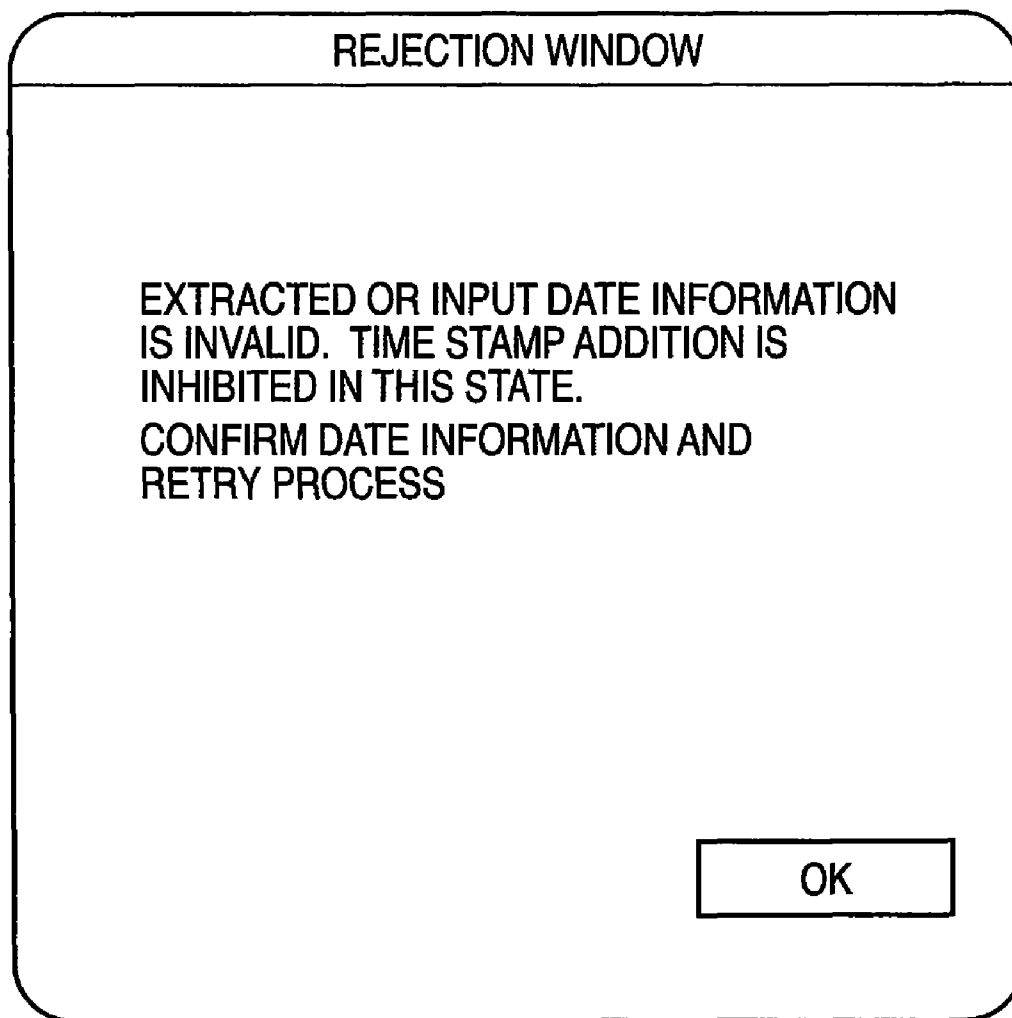 REJECTION WINDOW
EXTRACTED OR INPUT DATE INFORMATION
IS INVALID. TIME STAMP ADDITION IS
INHIBITED IN THIS STATE.
CONFIRM DATE INFORMATION AND
RETRY PROCESS
OK